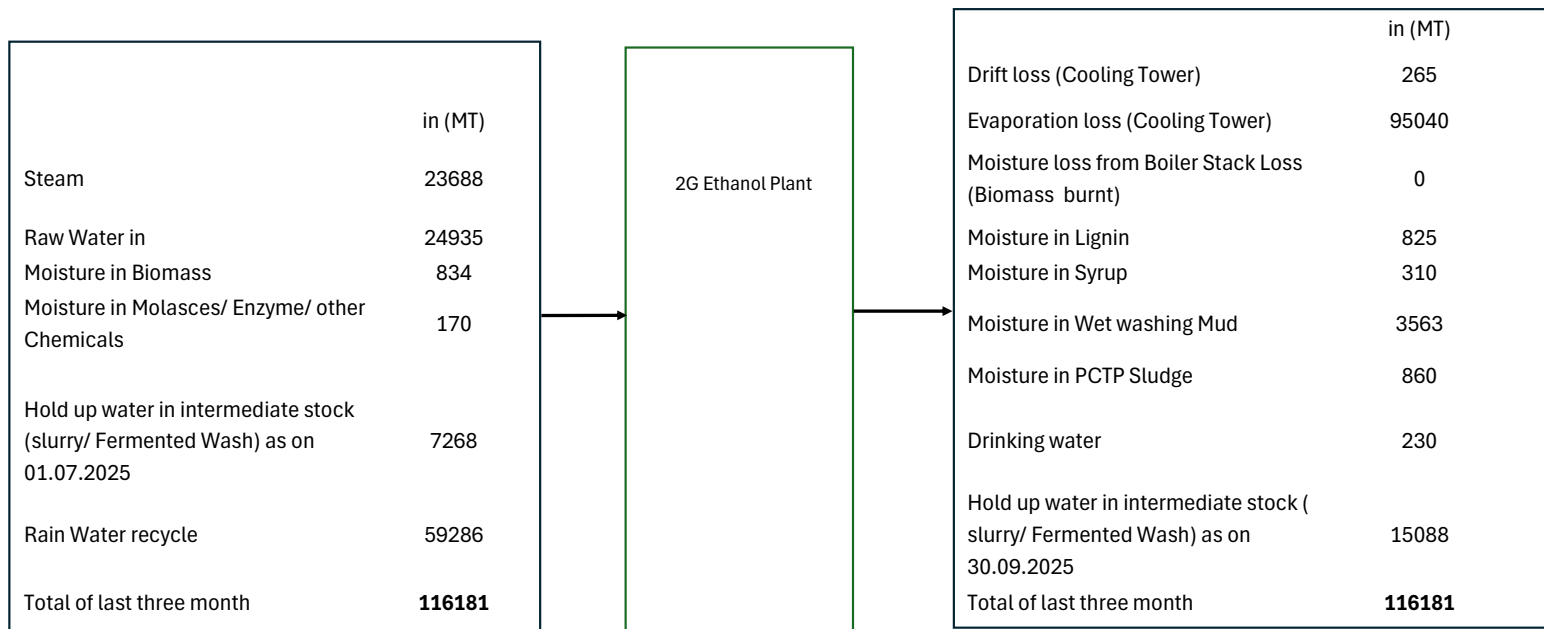 in (MT)
Steam 23688
Raw Water in 24935
Moisture in Biomass 834
Moisture in Molasces/ Enzyme/ other
Chemicals 170
Hold up water in intermediate stock
(slurry/ Fermented Wash) as on 7268
01.07.2025
Rain Water recycle 59286
Total of last three month 116181
2G Ethanol Plant
in (MT)
Drift loss (Cooling Tower) 265
Evaporation loss (Cooling Tower) 95040
Moisture loss from Boiler Stack Loss
(Biomass burnt) 0
Moisture in Lignin 825
Moisture in Syrup 310
Moisture in Wet washing Mud 3563
Moisture in PCTP Sludge 860
Drinking water 230
Hold up water in intermediate stock (
slurry/ Fermented Wash) as on 15088
30.09.2025
Total of last three month 116181